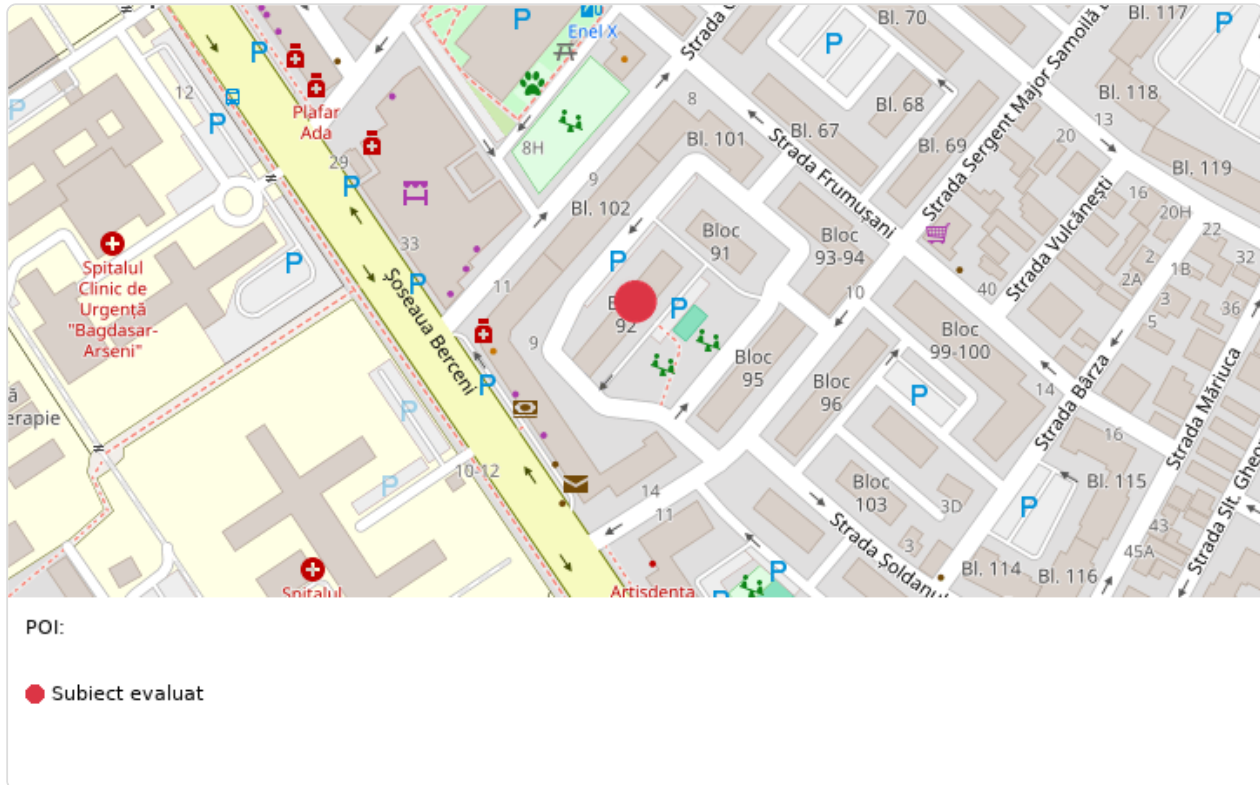 Enel X
Strada
Bl. 70
Bl. 117
Strada Sergent Major Samoilă
12
Plafar
Ada
29
8H
8
Bl. 101
Bl. 67
Bl. 68
Bl. 69
Strada Frumușani
Bl. 118
20
13
Bl. 119
Strada Vulcănești
16
20H
22
32
2
1B
2A
3
5
36
9
Bl. 102
Bloc
91
Bloc
93-94
33
11
10
40
Spitalul
Clinic de
Urgență
"Bagdasar-
Arseni"
Șoseaua Berceni
92
9
Bloc
95
Bloc
96
Bloc
99-100
14
Strada Bârza
Strada Măriuca
16
erapie
10-12
14
11
Bloc
103
3D
3
Strada Șoldanul
Bl. 115
43
45A
Strada Slt. Gheo
Bl. 114
Bl. 116
Spitalul
Artisdenta
POI:
Subiect evaluat